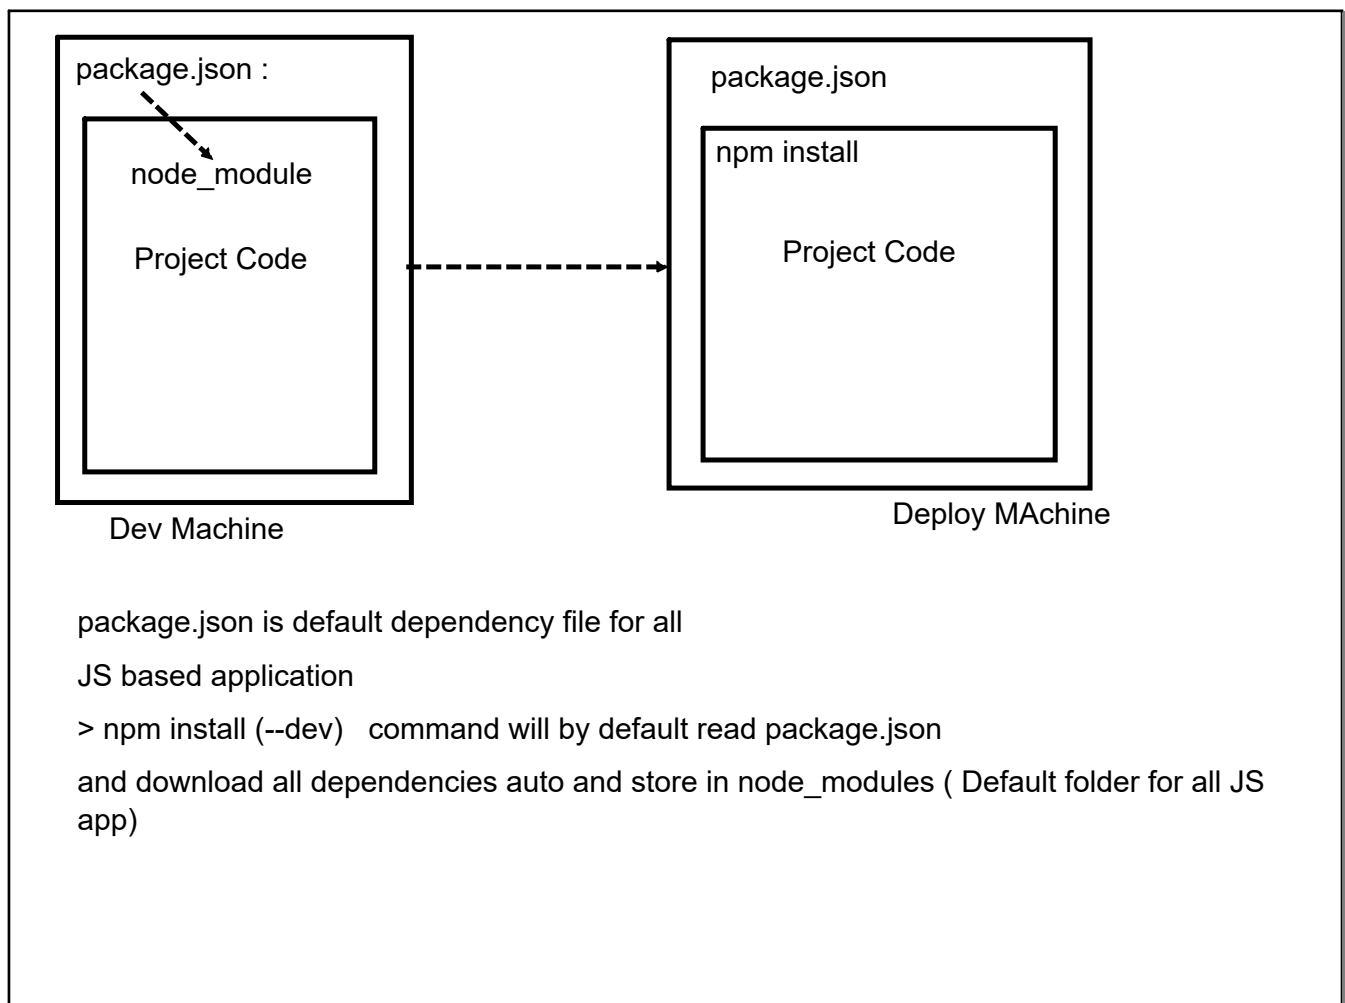 package.json :
node_module
Project Code
Dev Machine
package.json
npm install
Project Code
Deploy MAchine
package.json is default dependency file for all
JS based application
> npm install (--dev)   command will by default read package.json
and download all dependencies auto and store in node_modules ( Default folder for all JS
app)